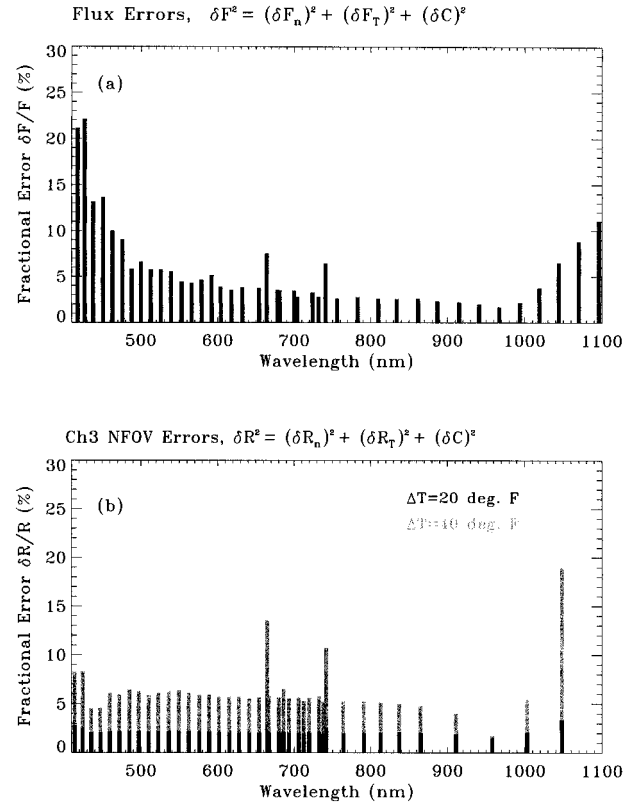 Flux Errors, δF² = (δFₙ)² + (δF_T)² + (δC)²
30
25
20
15
10
5
0
Fractional Error δF/F (%)
(a)
500 600 700 800 900 1000 1100
Wavelength (nm)
Ch3 NFOV Errors, δR² = (δRₙ)² + (δR_T)² + (δC)²
30
25
20
15
10
5
0
Fractional Error δR/R (%)
(b)
ΔT=20 deg. F
ΔT=40 deg. F
500 600 700 800 900 1000 1100
Wavelength (nm)